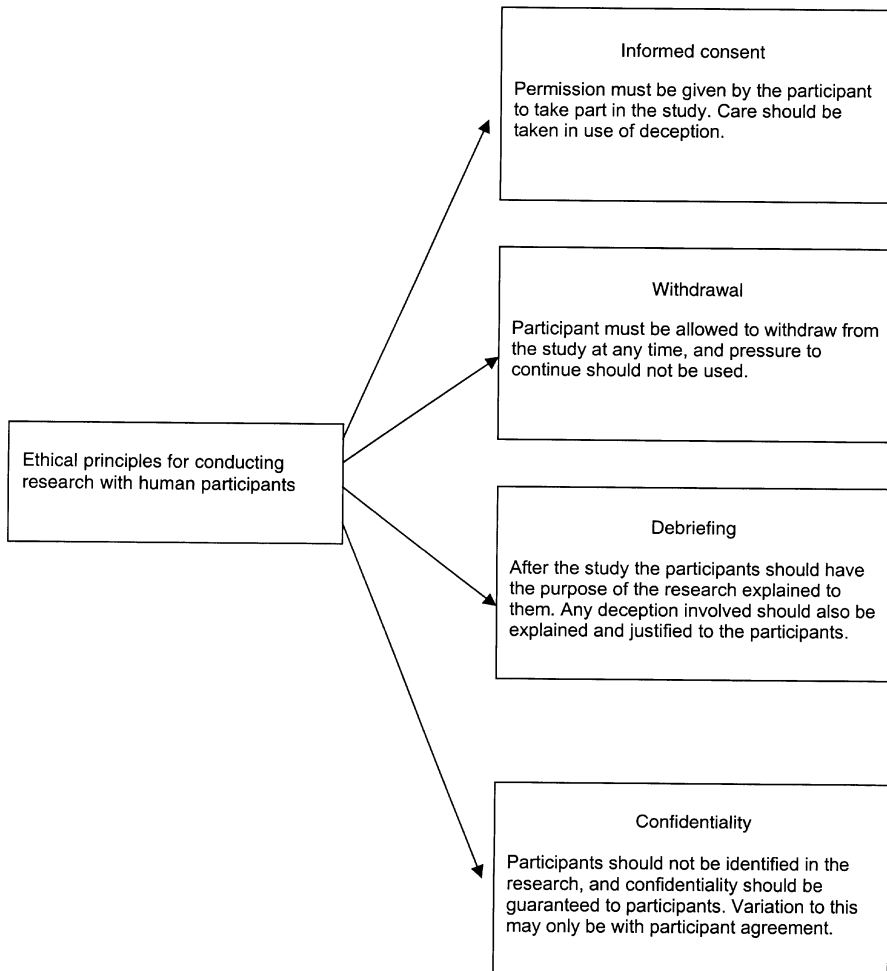 Informed consent
Permission must be given by the participant
to take part in the study. Care should be
taken in use of deception.
Withdrawal
Participant must be allowed to withdraw from
the study at any time, and pressure to
continue should not be used.
Ethical principles for conducting
research with human participants
Debriefing
After the study the participants should have
the purpose of the research explained to
them. Any deception involved should also be
explained and justified to the participants.
Confidentiality
Participants should not be identified in the
research, and confidentiality should be
guaranteed to participants. Variation to this
may only be with participant agreement.